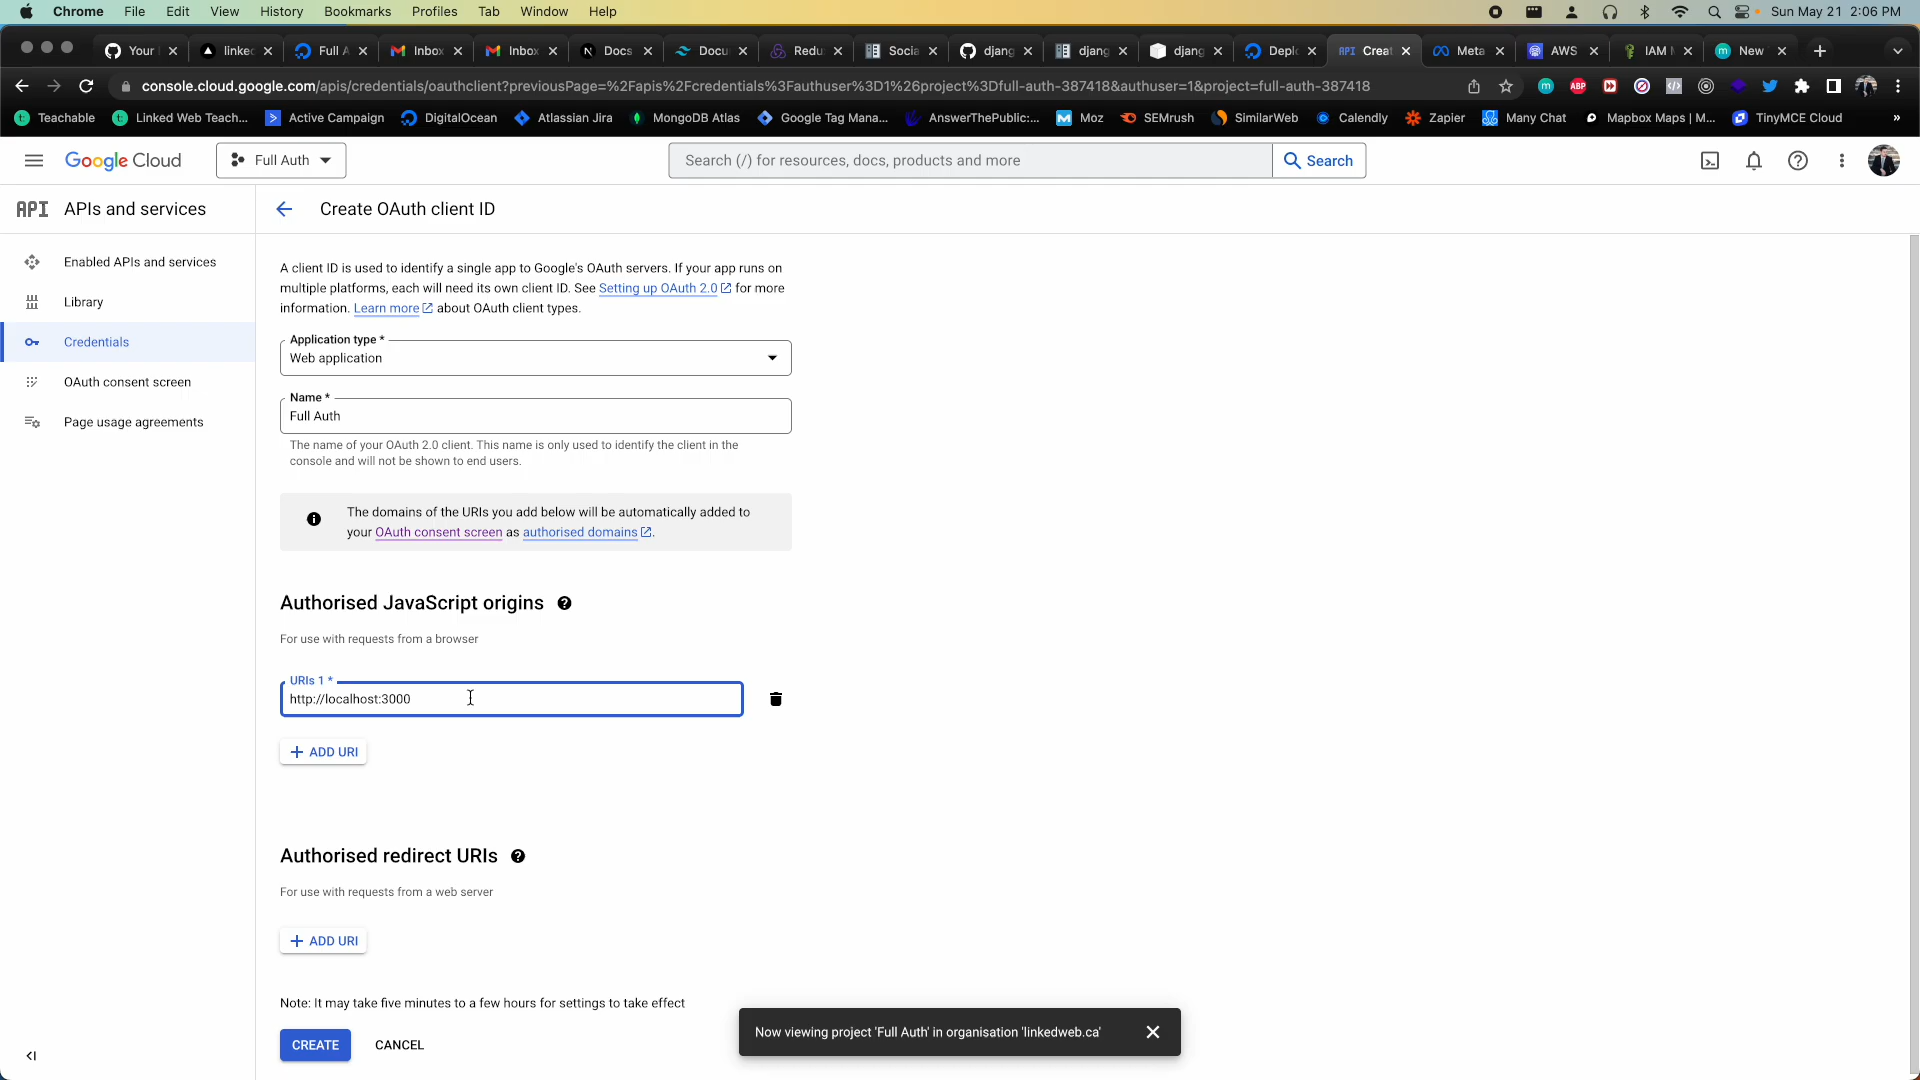 Chrome File Edit View History Bookmarks Profiles Tab Window Help Sun May 21 2:06 PM
Your linked Full A Inbox Inbox Docs Docu Redu Socia djang djang djang Deplo API Creat Meta AWS IAM New
console.cloud.google.com/apis/credentials/oauthclient?previousPage=%2Fapis%2Fcredentials%3Fauthuser%3D1%26project%3Dfull-auth-387418&authuser=1&project=full-auth-387418 ABP
Teachable Linked Web Teach... Active Campaign DigitalOcean Atlassian Jira MongoDB Atlas Google Tag Mana... AnswerThePublic:... Moz SEMrush SimilarWeb Calendly Zapier Many Chat Mapbox Maps | M... TinyMCE Cloud »
Google Cloud Full Auth Search (/) for resources, docs, products and more Search
API APIs and services
Create OAuth client ID
Enabled APIs and services
Library
Credentials
OAuth consent screen
Page usage agreements
A client ID is used to identify a single app to Google's OAuth servers. If your app runs on
multiple platforms, each will need its own client ID. See Setting up OAuth 2.0 for more
information. Learn more about OAuth client types.
Application type *
Web application
Name *
Full Auth
The name of your OAuth 2.0 client. This name is only used to identify the client in the
console and will not be shown to end users.
The domains of the URIs you add below will be automatically added to
your OAuth consent screen as authorised domains .
Authorised JavaScript origins
For use with requests from a browser
URIs 1 *
http://localhost:3000
+ ADD URI
Authorised redirect URIs
For use with requests from a web server
+ ADD URI
Note: It may take five minutes to a few hours for settings to take effect
CREATE CANCEL
Now viewing project 'Full Auth' in organisation 'linkedweb.ca'